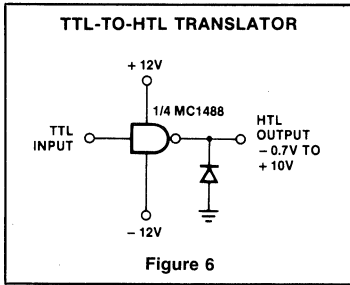 TTL-TO-HTL TRANSLATOR
+ 12V
1/4 MC1488
TTL
INPUT
HTL
OUTPUT
– 0.7V TO
+ 10V
– 12V
Figure 6